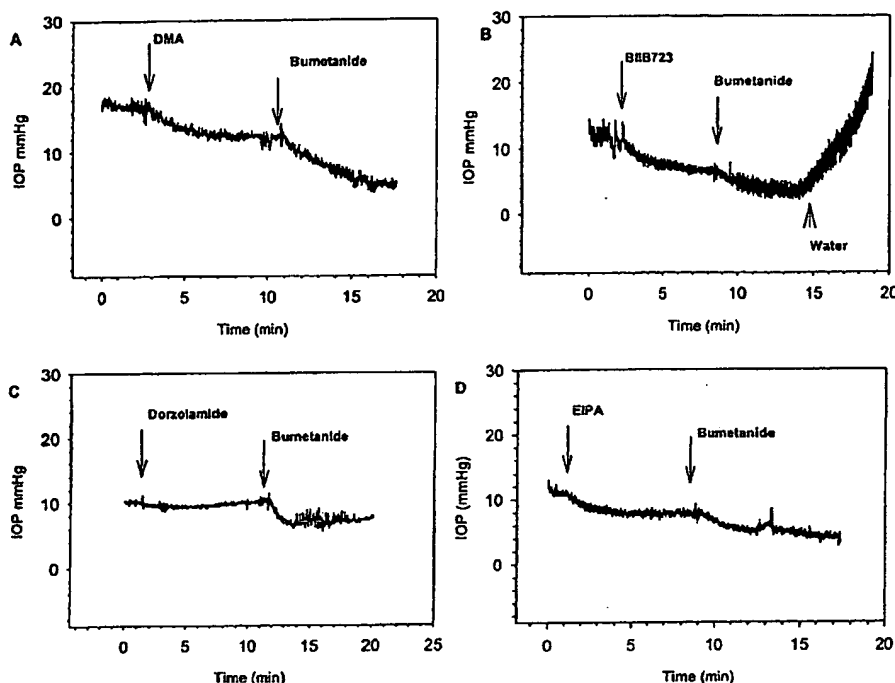 A
DMA
Bumetanide
IOP mmHg
30
20
10
0
0 5 10 15 20
Time (min)
B
BIIB723
Bumetanide
Water
IOP mmHg
30
20
10
0
0 5 10 15 20
Time (min)
C
Dorzolamide
Bumetanide
IOP mmHg
30
20
10
0
0 5 10 15 20 25
Time (min)
D
EIPA
Bumetanide
IOP (mmHg)
30
20
10
0
0 5 10 15 20
Time (min)